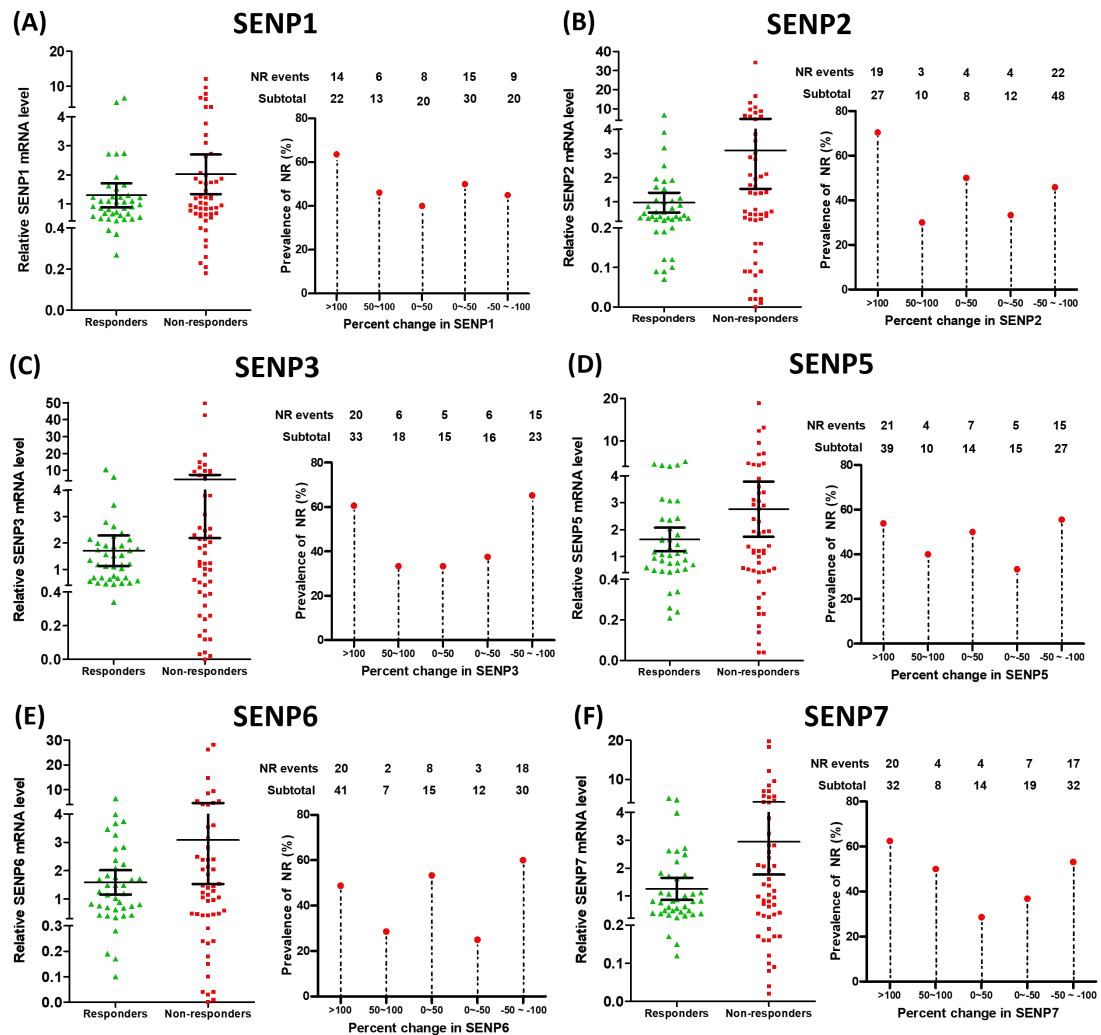 (A) SENP1
Relative SENP1 mRNA level
20
15
10
5
4
3
2
1
0.4
0.2
0.0
Responders Non-responders
NR events 14 6 8 15 9
Subtotal 22 13 20 30 20
Prevalence of NR (%)
80
60
40
20
0
>100 50~100 0~50 0~-50 -50 ~ -100
Percent change in SENP1
(B) SENP2
Relative SENP2 mRNA level
40
30
20
10
4
3
2
1
0.2
0.1
0.0
Responders Non-responders
NR events 19 3 4 4 22
Subtotal 27 10 8 12 48
Prevalence of NR (%)
80
60
40
20
0
>100 50~100 0~50 0~-50 -50 ~ -100
Percent change in SENP2
(C) SENP3
Relative SENP3 mRNA level
50
40
30
20
10
4
2
1
0.4
0.2
0.0
Responders Non-responders
NR events 20 6 5 6 15
Subtotal 33 18 15 16 23
Prevalence of NR (%)
80
60
40
20
0
>100 50~100 0~50 0~-50 -50 ~ -100
Percent change in SENP3
(D) SENP5
Relative SENP5 mRNA level
20
15
10
5
4
3
2
1
0.4
0.2
0.0
Responders Non-responders
NR events 21 4 7 5 15
Subtotal 39 10 14 15 27
Prevalence of NR (%)
80
60
40
20
0
>100 50~100 0~50 0~-50 -50 ~ -100
Percent change in SENP5
(E) SENP6
Relative SENP6 mRNA level
30
20
10
4
3
2
1
0.3
0.2
0.1
0.0
Responders Non-responders
NR events 20 2 8 3 18
Subtotal 41 7 15 12 30
Prevalence of NR (%)
80
60
40
20
0
>100 50~100 0~50 0~-50 -50 ~ -100
Percent change in SENP6
(F) SENP7
Relative SENP7 mRNA level
20
15
10
5
4
3
2
1
0.2
0.1
0.0
Responders Non-responders
NR events 20 4 4 7 17
Subtotal 32 8 14 19 32
Prevalence of NR (%)
80
60
40
20
0
>100 50~100 0~50 0~-50 -50 ~ -100
Percent change in SENP7